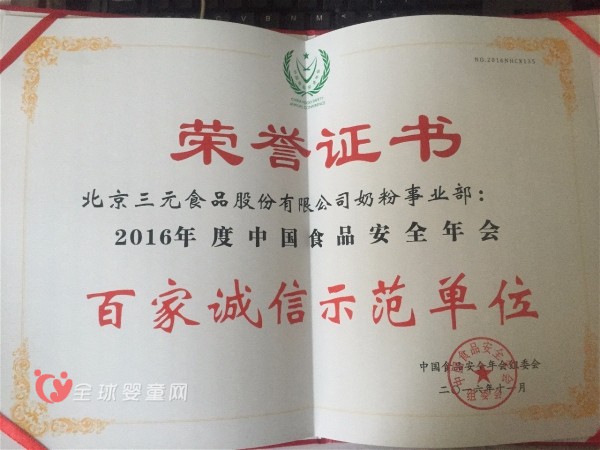 荣誉证书
北京三元食品股份有限公司奶粉事业部：
2016年度中国食品安全年会
百家诚信示范单位
中国食品安全年会组委会
二〇一六年十一月
全球婴童网